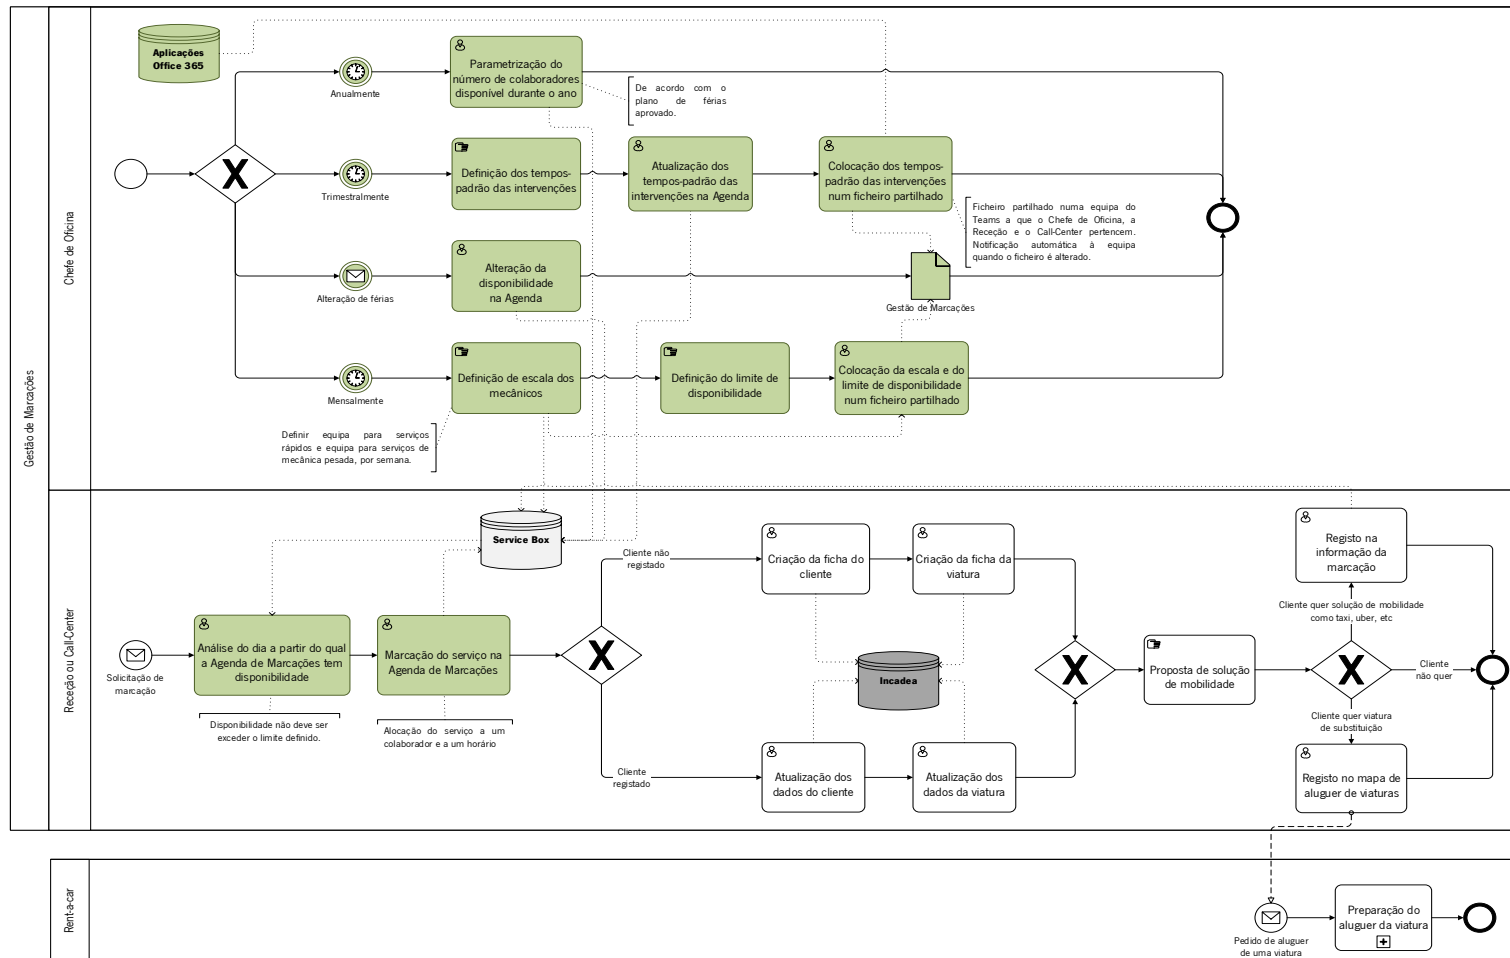 Gestão de Marcações
Chefe de Oficina
Aplicações
Office 365
Anualmente
Parametrização do
número de colaboradores
disponível durante o ano
De acordo com o
plano de férias
aprovado.
Trimestralmente
Definição dos tempos-
padrão das intervenções
Atualização dos
tempos-padrão das
intervenções na Agenda
Colocação dos tempos-
padrão das intervenções
num ficheiro partilhado
Ficheiro partilhado numa equipa do
Teams a que o Chefe de Oficina, a
Receção e o Call-Center pertencem.
Notificação automática à equipa
quando o ficheiro é alterado.
Alteração de férias
Alteração da
disponibilidade
na Agenda
Gestão de Marcações
Mensalmente
Definição de escala dos
mecânicos
Definição do limite de
disponibilidade
Colocação da escala e do
limite de disponibilidade
num ficheiro partilhado
Definir equipa para serviços
rápidos e equipa para serviços de
mecânica pesada, por semana.
Receção ou Call-Center
Service Box
Solicitação de
marcação
Análise do dia a partir do qual
a Agenda de Marcações tem
disponibilidade
Disponibilidade não deve ser
exceder o limite definido.
Marcação do serviço na
Agenda de Marcações
Alocação do serviço a um
colaborador e a um horário
Cliente não
registado
Criação da ficha do
cliente
Criação da ficha da
viatura
Incadea
Cliente
registado
Atualização dos
dados do cliente
Atualização dos
dados da viatura
Proposta de solução
de mobilidade
Registo na
informação da
marcação
Cliente quer solução de mobilidade
como taxi, uber, etc
Cliente
não quer
Cliente quer viatura
de substituição
Registo no mapa de
aluguer de viaturas
Rent-a-car
Pedido de aluguer
de uma viatura
Preparação do
aluguer da viatura